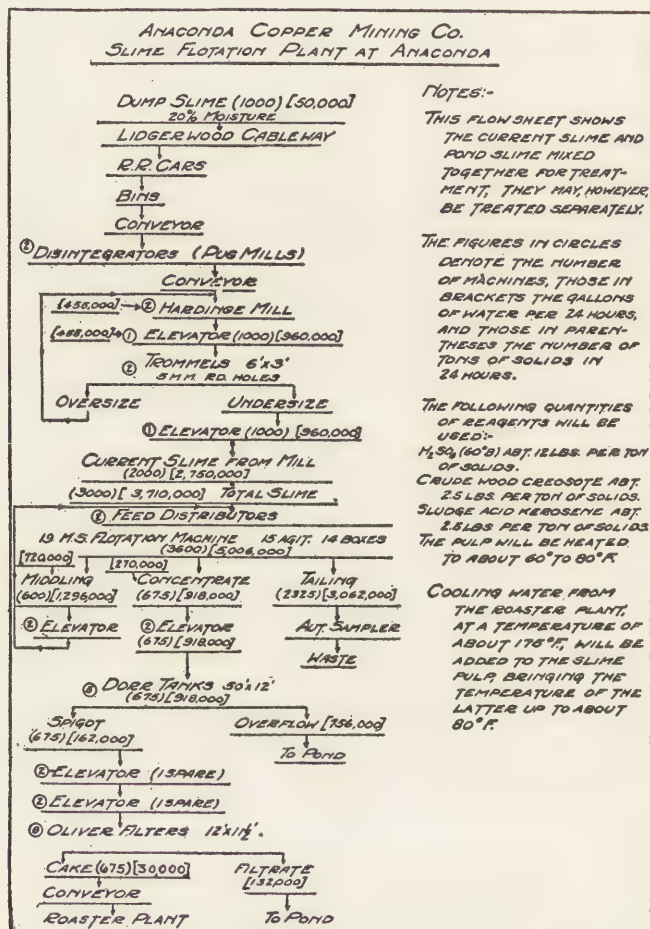 ANACONDA COPPER MINING CO.
SLIME FLOTATION PLANT AT ANACONDA
DUMP SLIME (1000) [50,000]
20% MOISTURE
LIDGERWOOD CABLEWAY
R.R. CARS
BINS
CONVEYOR
② DISINTEGRATORS (PUG MILLS)
CONVEYOR
[455,000] ② HARDINGE MILL
[455,000] ① ELEVATOR (1000) [960,000]
② TROMMELS 6'X3'
5 M.M. RD. HOLES
OVERSIZE UNDERSIZE
① ELEVATOR (1000) [960,000]
CURRENT SLIME FROM MILL
(2000) [2,750,000]
(3000) [3,710,000] TOTAL SLIME
② FEED DISTRIBUTORS
19 M.S. FLOTATION MACHINE 15 AGIT. 14 BOXES
(3600) [5,006,000]
[720,000] [270,000]
MIDDLING CONCENTRATE TAILING
(600) [1,296,000] (675) [918,000] (2325) [3,062,000]
② ELEVATOR ② ELEVATOR AUT. SAMPLER
(675) [918,000]
WASTE
DORR TANKS 50'X12'
(675) [918,000]
SPIGOT OVERFLOW [756,000]
(675) [162,000]
TO POND
② ELEVATOR (1 SPARE)
② ELEVATOR (1 SPARE)
OLIVER FILTERS 12'X11½'.
CAKE (675) [30,000] FILTRATE
[132,000]
CONVEYOR
ROASTER PLANT TO POND
NOTES:-
THIS FLOW SHEET SHOWS
THE CURRENT SLIME AND
POND SLIME MIXED
TOGETHER FOR TREAT-
MENT, THEY MAY, HOWEVER,
BE TREATED SEPARATELY.
THE FIGURES IN CIRCLES
DENOTE THE NUMBER
OF MACHINES, THOSE IN
BRACKETS THE GALLONS
OF WATER PER 24 HOURS,
AND THOSE IN PAREN-
THESES THE NUMBER OF
TONS OF SOLIDS IN
24 HOURS.
THE FOLLOWING QUANTITIES
OF REAGENTS WILL BE
USED:-
H₂SO₄ (60°B) ABT. 12 LBS. PER TON
OF SOLIDS.
CRUDE WOOD CREOSOTE ABT.
2.5 LBS. PER TON OF SOLIDS.
SLUDGE ACID KEROSENE ABT.
2.5 LBS PER TON OF SOLIDS.
THE PULP WILL BE HEATED
TO ABOUT 60° TO 80°F.
COOLING WATER FROM
THE ROASTER PLANT,
AT A TEMPERATURE OF
ABOUT 175°F, WILL BE
ADDED TO THE SLIME
PULP, BRINGING THE
TEMPERATURE OF THE
LATTER UP TO ABOUT
80°F.